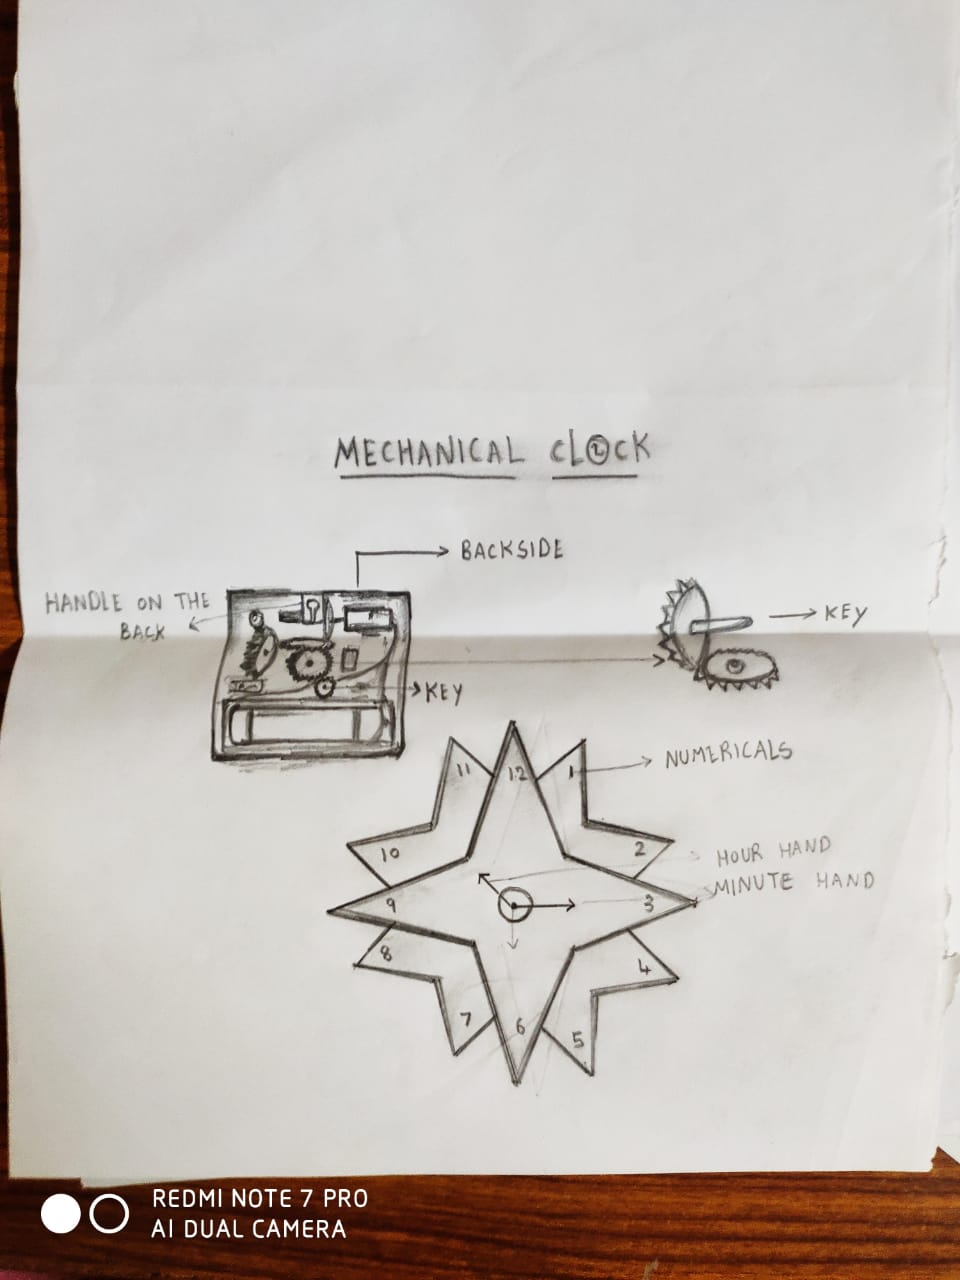 MECHANICAL CLOCK
BACKSIDE
HANDLE ON THE
BACK
KEY
KEY
NUMERICALS
11
12
1
10
2
HOUR HAND
MINUTE HAND
9
3
8
4
7
6
5
REDMI NOTE 7 PRO
AI DUAL CAMERA